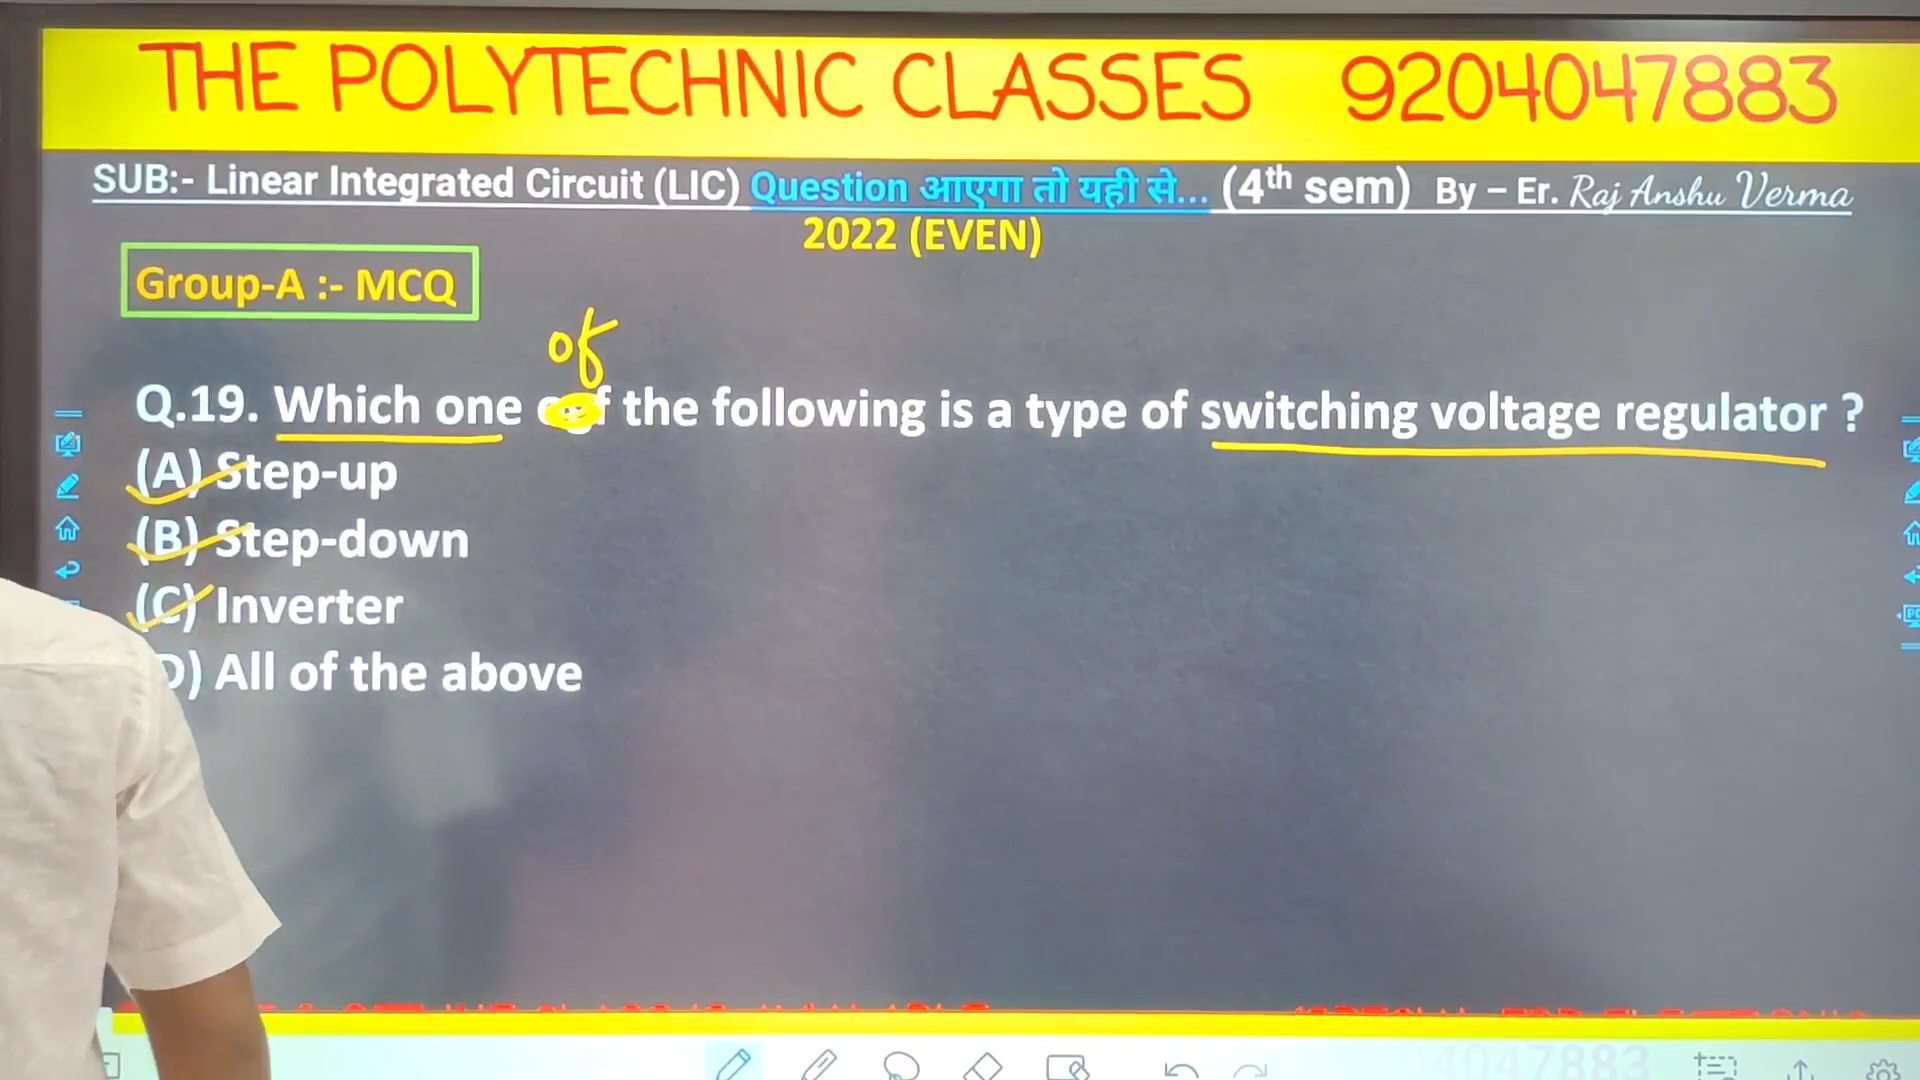 THE POLYTECHNIC CLASSES 9204047883
SUB:- Linear Integrated Circuit (LIC) Question आएगा तो यही से... (4th sem) By – Er. Raj Anshu Verma
2022 (EVEN)
Group-A :- MCQ
of
Q.19. Which one of the following is a type of switching voltage regulator ?
(A) Step-up
(B) Step-down
(C) Inverter
D) All of the above
4047883